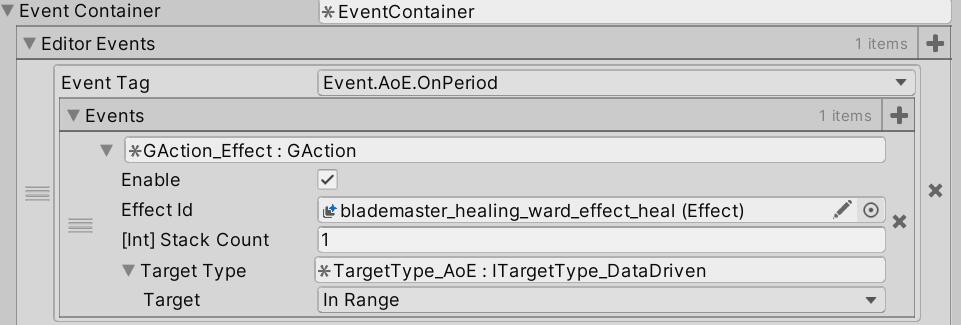 Event Container
*EventContainer
Editor Events 1 items
Event Tag Event.AoE.OnPeriod
Events 1 items
*GAction_Effect : GAction
Enable
Effect Id blademaster_healing_ward_effect_heal (Effect)
[Int] Stack Count 1
Target Type *TargetType_AoE : ITargetType_DataDriven
Target In Range